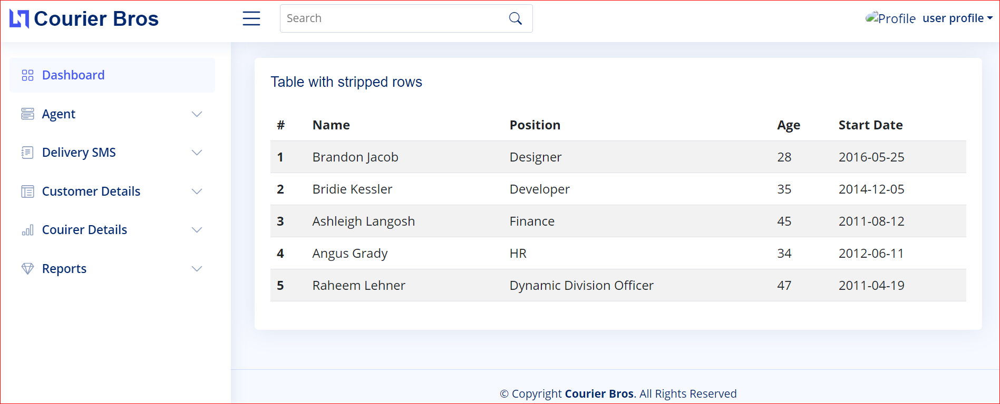 Courier Bros
Search
Profile user profile
Dashboard
Agent
Delivery SMS
Customer Details
Couirer Details
Reports
Table with stripped rows
# Name Position Age Start Date
1 Brandon Jacob Designer 28 2016-05-25
2 Bridie Kessler Developer 35 2014-12-05
3 Ashleigh Langosh Finance 45 2011-08-12
4 Angus Grady HR 34 2012-06-11
5 Raheem Lehner Dynamic Division Officer 47 2011-04-19
© Copyright Courier Bros. All Rights Reserved